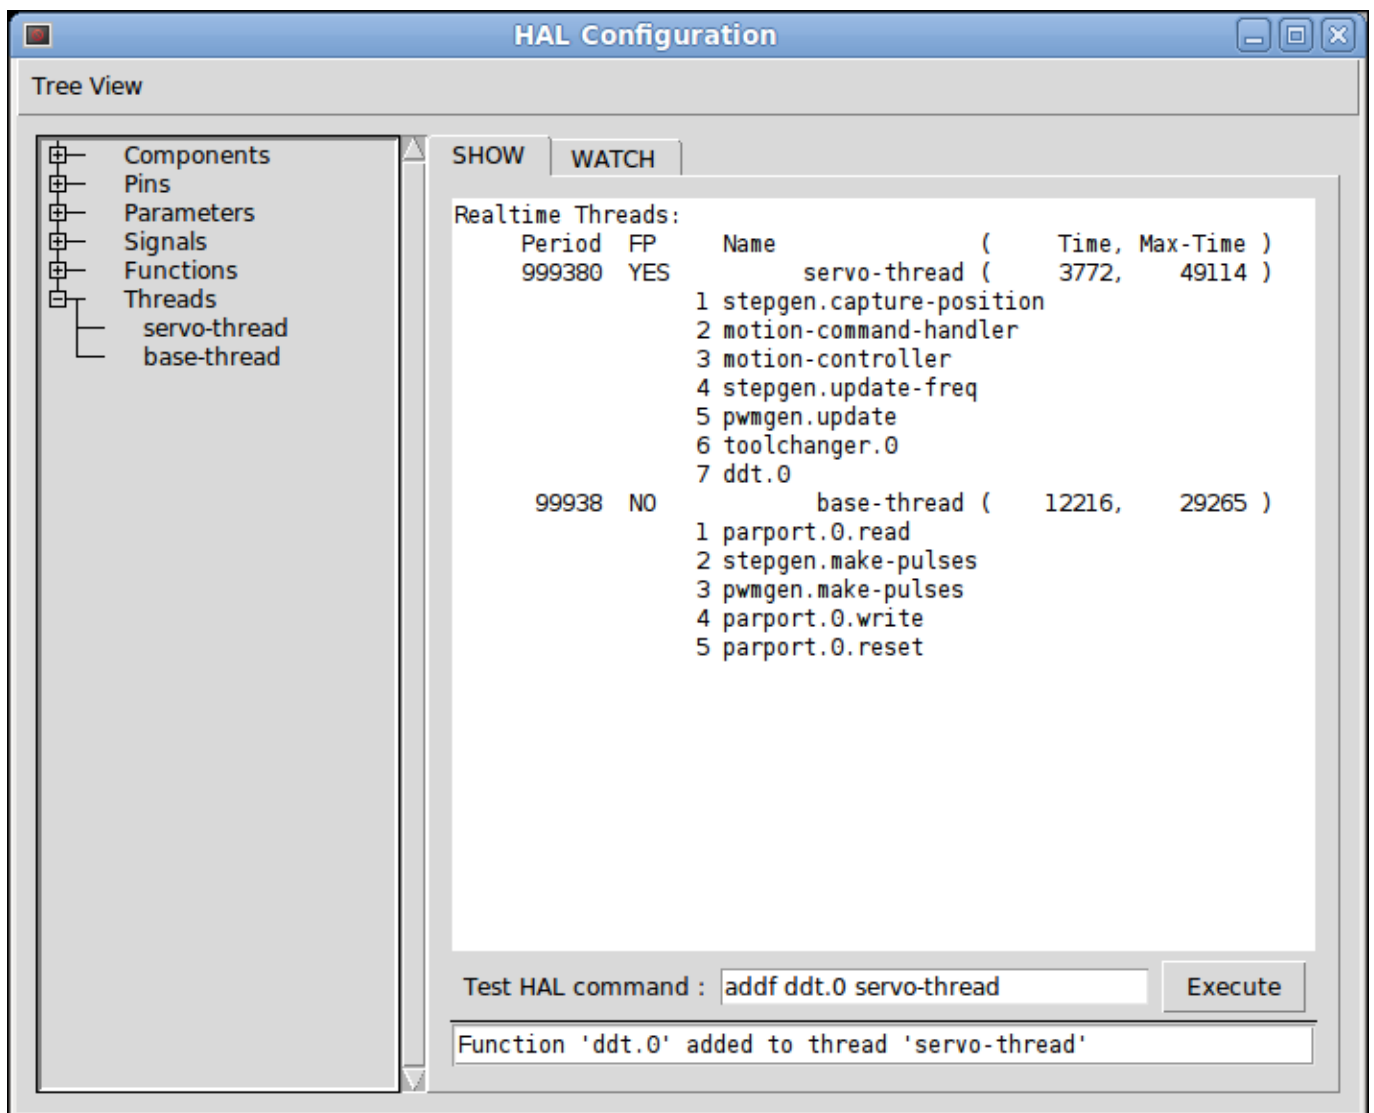 HAL Configuration
Tree View
Components
Pins
Parameters
Signals
Functions
Threads
servo-thread
base-thread
SHOW WATCH
Realtime Threads:
Period FP Name ( Time, Max-Time )
999380 YES servo-thread ( 3772, 49114 )
1 stepgen.capture-position
2 motion-command-handler
3 motion-controller
4 stepgen.update-freq
5 pwmgen.update
6 toolchanger.0
7 ddt.0
99938 NO base-thread ( 12216, 29265 )
1 parport.0.read
2 stepgen.make-pulses
3 pwmgen.make-pulses
4 parport.0.write
5 parport.0.reset
Test HAL command : addf ddt.0 servo-thread Execute
Function 'ddt.0' added to thread 'servo-thread'